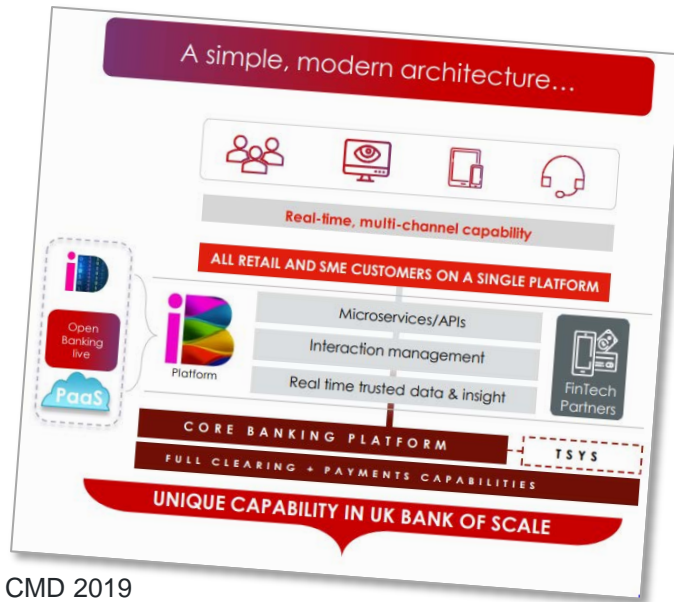 A simple, modern architecture...
Real-time, multi-channel capability
ALL RETAIL AND SME CUSTOMERS ON A SINGLE PLATFORM
iD
Open
Banking
live
PaaS
iB
Platform
Microservices/APIs
Interaction management
Real time trusted data & insight
FinTech
Partners
CORE BANKING PLATFORM
TSYS
FULL CLEARING + PAYMENTS CAPABILITIES
UNIQUE CAPABILITY IN UK BANK OF SCALE
CMD 2019